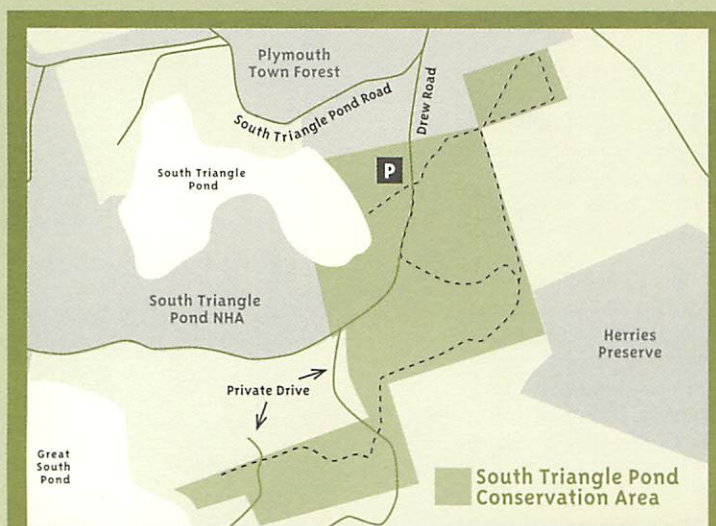 Plymouth
Town Forest
South Triangle Pond Road
Drew Road
P
South Triangle
Pond
South Triangle
Pond NHA
Herries
Preserve
Private Drive
Great
South
Pond
South Triangle Pond
Conservation Area